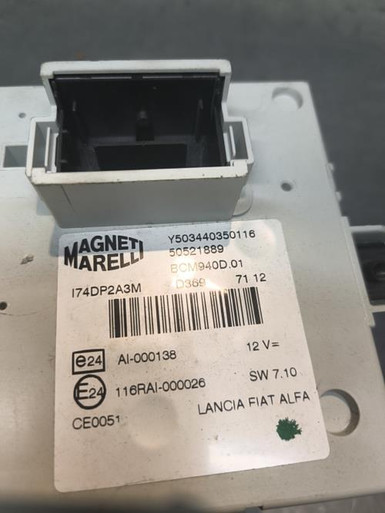 MAGNETI
MARELLI
Y503440350116
50521889
BCM940D.01
I74DP2A3M
D369
71 12
e24
AI-000138
12 V=
E24
116RAI-000026
SW 7.10
CE0051
LANCIA FIAT ALFA